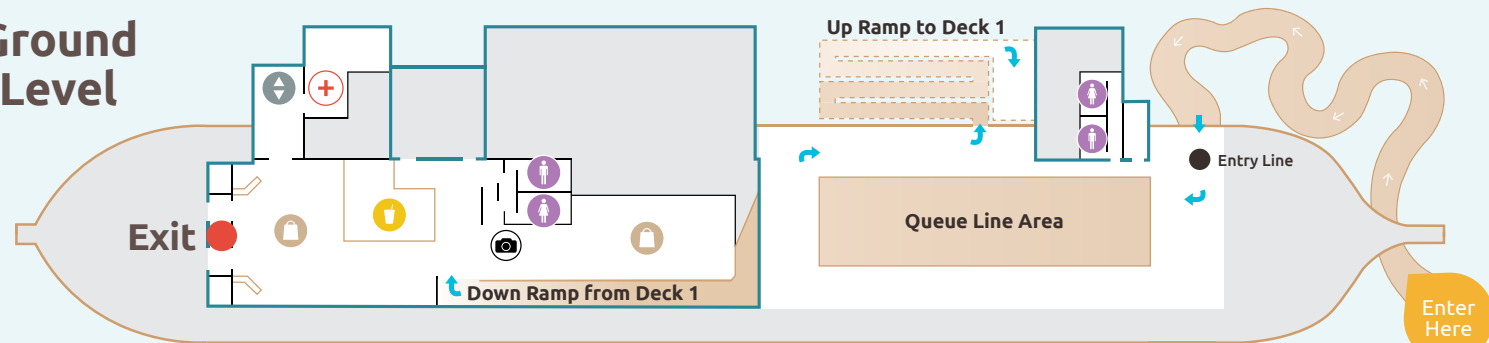 Ground
Level
Up Ramp to Deck 1
Entry Line
Queue Line Area
Exit
Down Ramp from Deck 1
Enter
Here